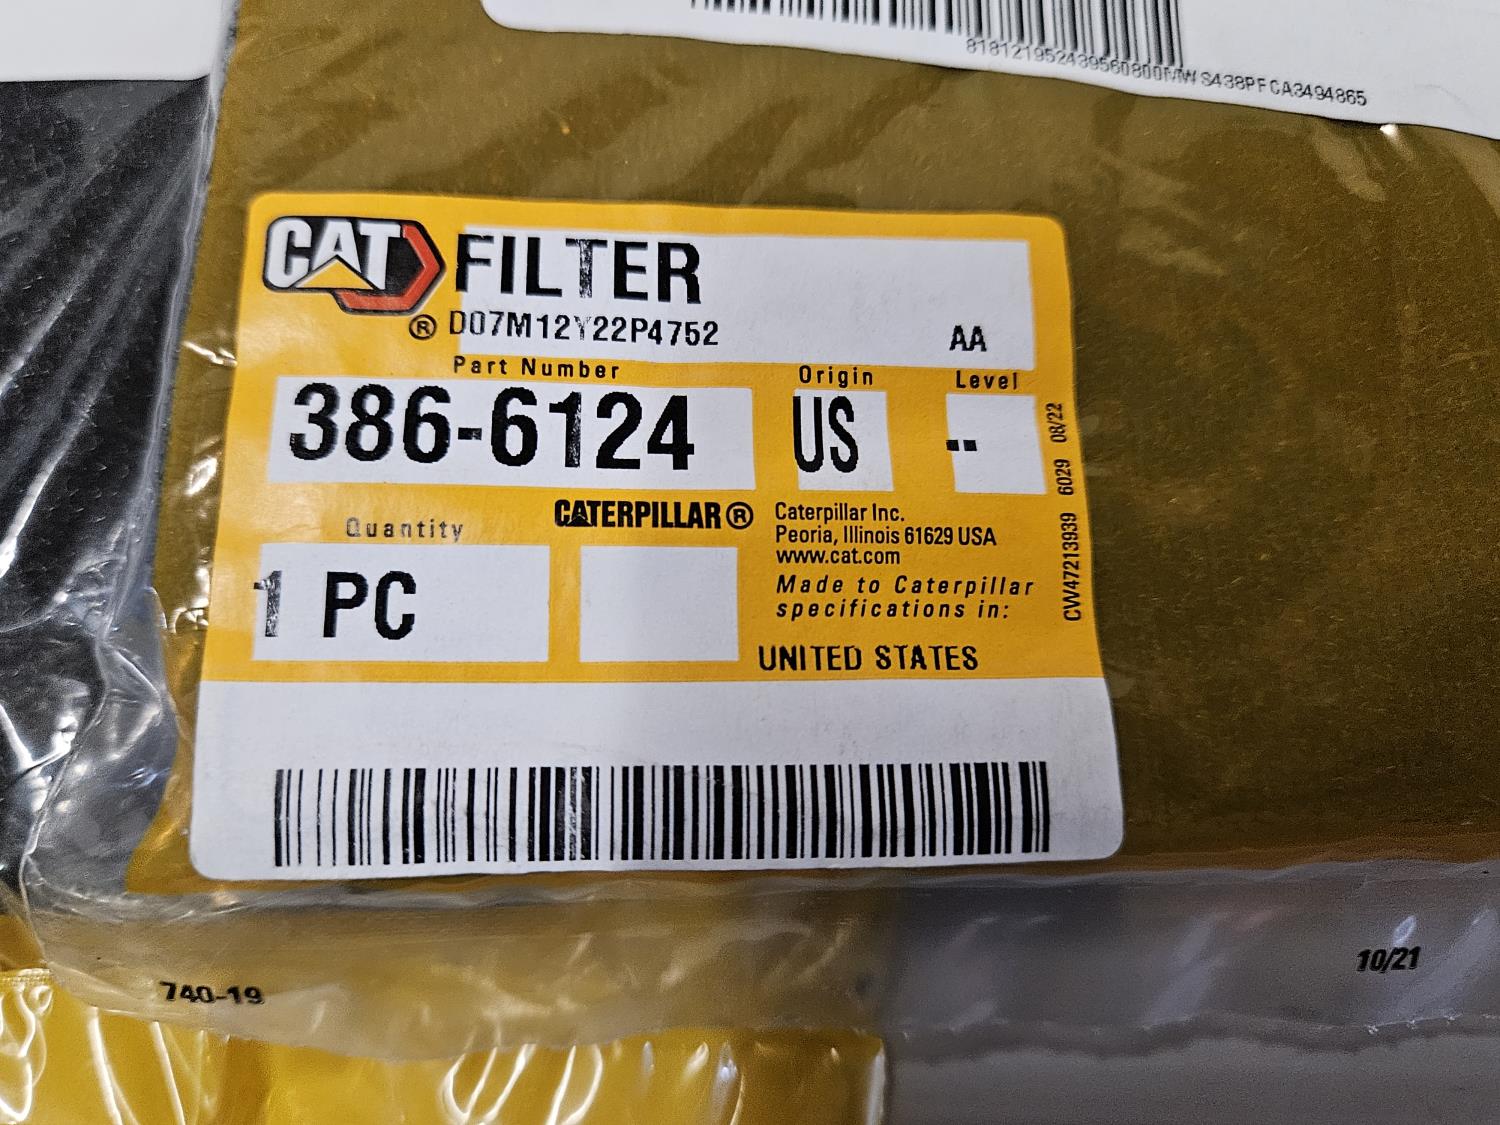 818121952439560800MWS438PFCA3494865
CAT FILTER
® D07M12Y22P4752 AA
Part Number Origin Level
386-6124 US --
Quantity CATERPILLAR®
1 PC
Caterpillar Inc.
Peoria, Illinois 61629 USA
www.cat.com
Made to Caterpillar
specifications in:
UNITED STATES
CW47213939 6029 08/22
740-19
10/21